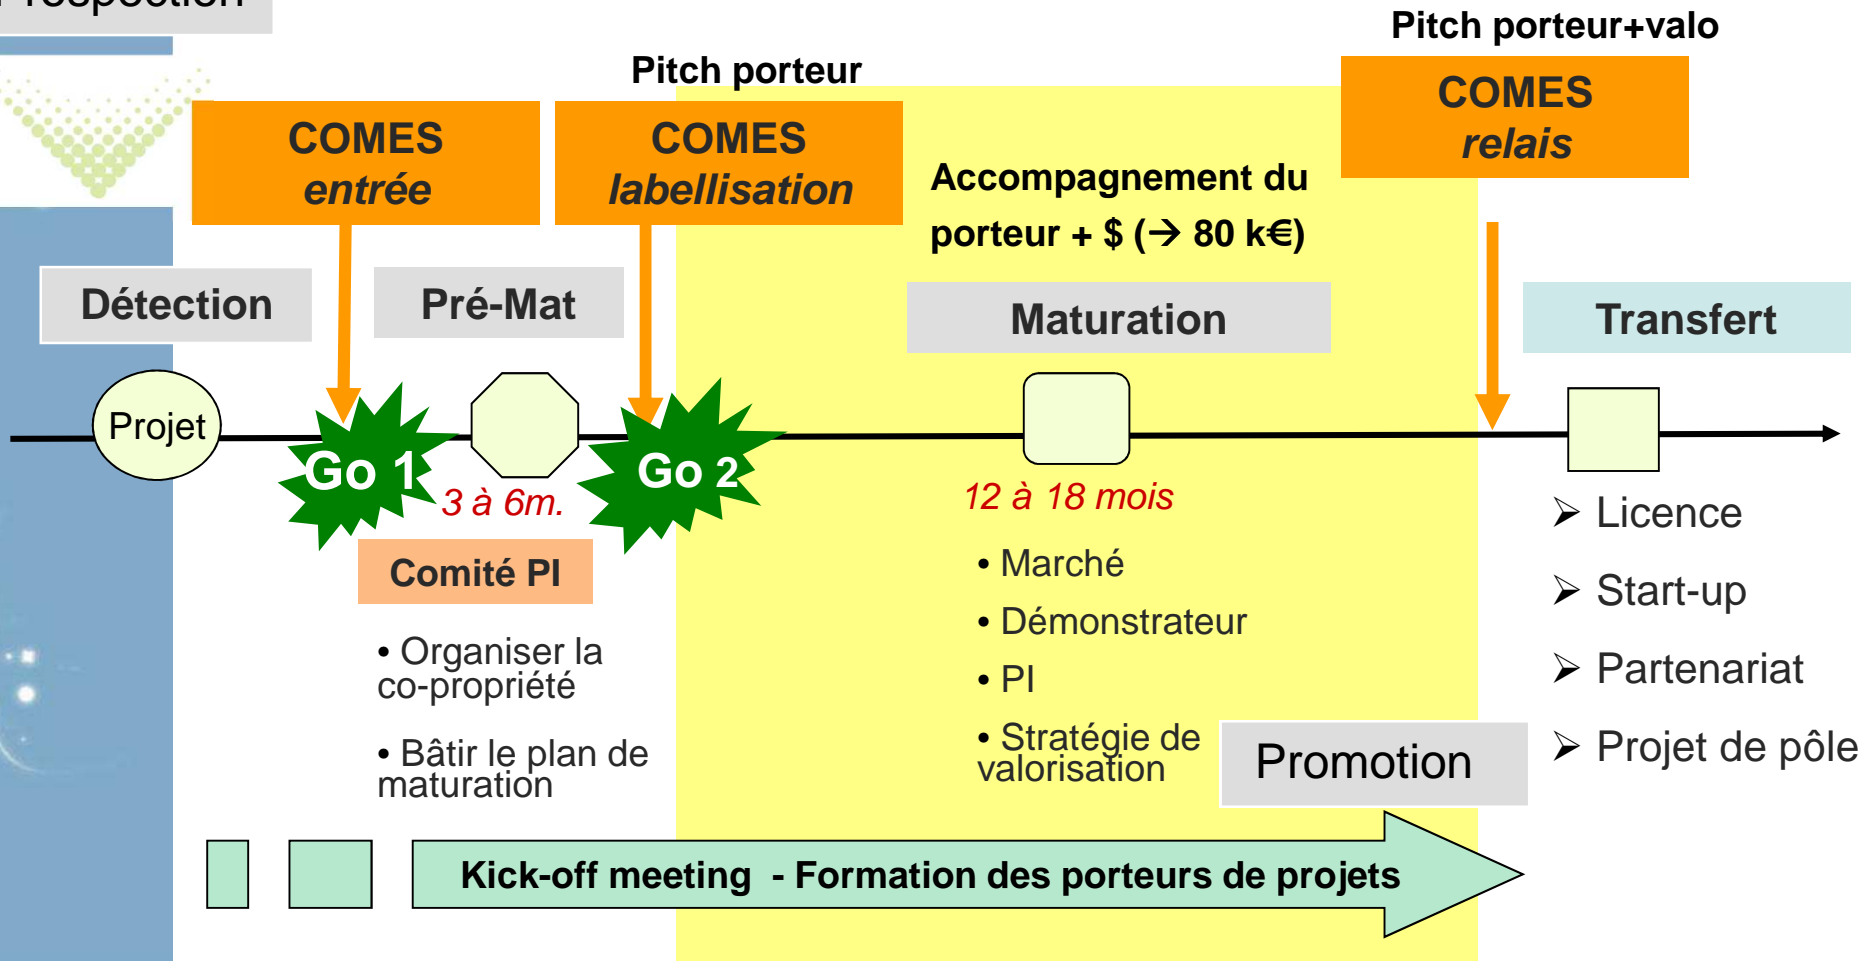 Prospection
Pitch porteur+valo
Pitch porteur
COMES
entrée
COMES
labellisation
COMES
relais
Accompagnement du
porteur + $ (→ 80 k€)
Détection
Pré-Mat
Maturation
Transfert
Projet
Go 1
Go 2
3 à 6m.
12 à 18 mois
Comité PI
• Organiser la
co-propriété
• Bâtir le plan de
maturation
• Marché
• Démonstrateur
• PI
• Stratégie de
valorisation
Promotion
➢ Licence
➢ Start-up
➢ Partenariat
➢ Projet de pôle
Kick-off meeting - Formation des porteurs de projets